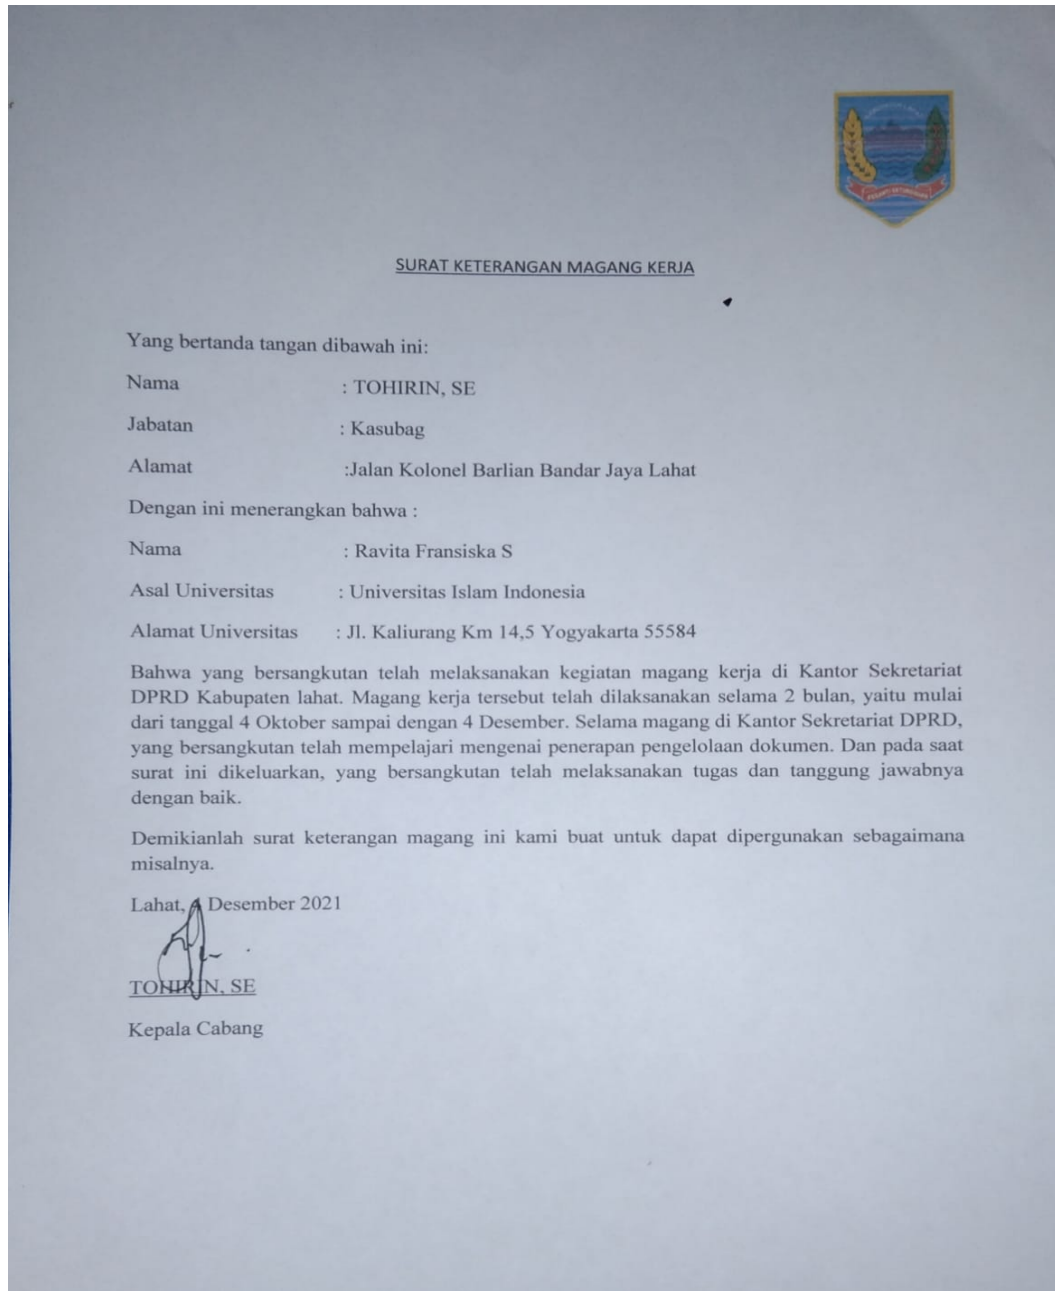 SURAT KETERANGAN MAGANG KERJA
Yang bertanda tangan dibawah ini:
Nama : TOHIRIN, SE
Jabatan : Kasubag
Alamat :Jalan Kolonel Barlian Bandar Jaya Lahat
Dengan ini menerangkan bahwa :
Nama : Ravita Fransiska S
Asal Universitas : Universitas Islam Indonesia
Alamat Universitas : Jl. Kaliurang Km 14,5 Yogyakarta 55584
Bahwa yang bersangkutan telah melaksanakan kegiatan magang kerja di Kantor Sekretariat
DPRD Kabupaten lahat. Magang kerja tersebut telah dilaksanakan selama 2 bulan, yaitu mulai
dari tanggal 4 Oktober sampai dengan 4 Desember. Selama magang di Kantor Sekretariat DPRD,
yang bersangkutan telah mempelajari mengenai penerapan pengelolaan dokumen. Dan pada saat
surat ini dikeluarkan, yang bersangkutan telah melaksanakan tugas dan tanggung jawabnya
dengan baik.
Demikianlah surat keterangan magang ini kami buat untuk dapat dipergunakan sebagaimana
misalnya.
Lahat, 4 Desember 2021
TOHIRIN, SE
Kepala Cabang